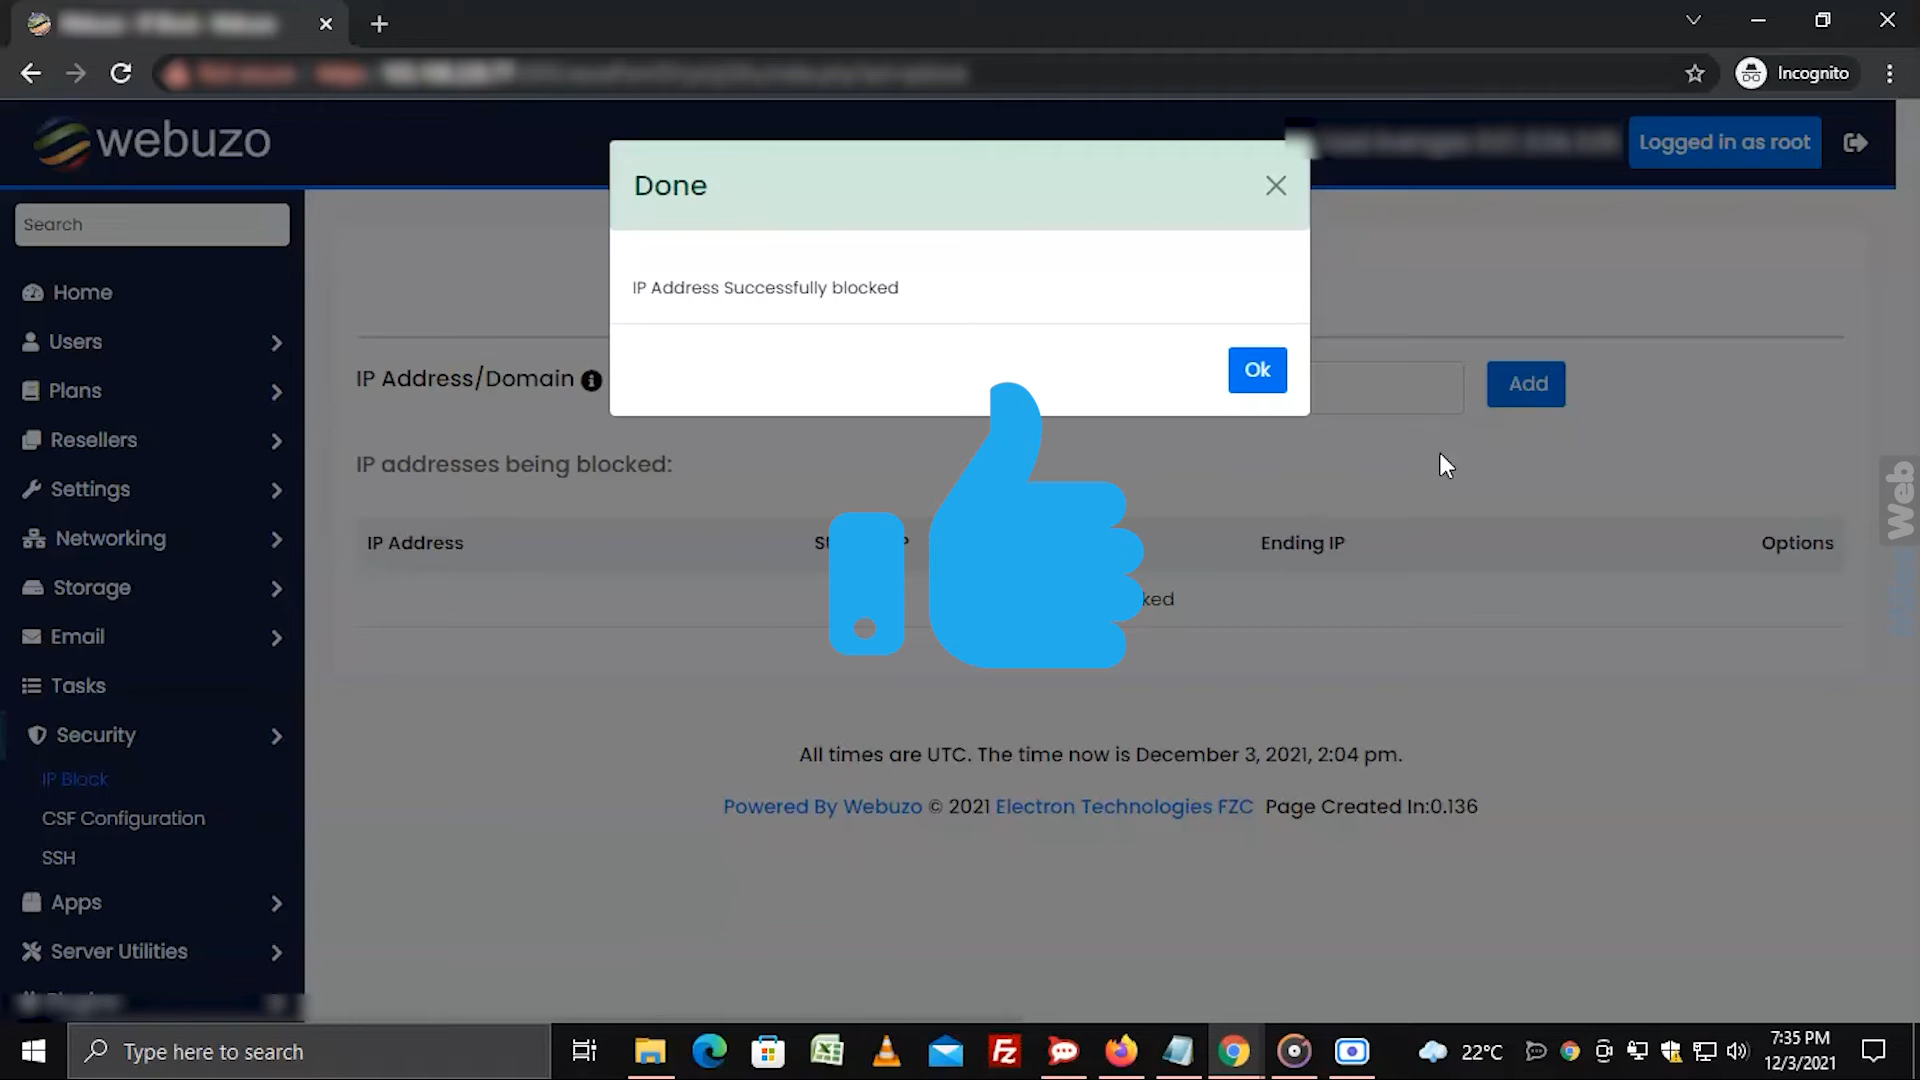 Incognito
webuzo
Logged in as root
Done
Search
IP Address Successfully blocked
Home
Users
IP Address/Domain
Ok
Add
Plans
Resellers
IP addresses being blocked:
Settings
Networking
IP Address
Ending IP
Options
Storage
Email
Tasks
Security
IP Block
CSF Configuration
SSH
Apps
Server Utilities
All times are UTC. The time now is December 3, 2021, 2:04 pm.
Powered By Webuzo © 2021 Electron Technologies FZC Page Created In:0.136
Web
Type here to search
22°C
7:35 PM
12/3/2021